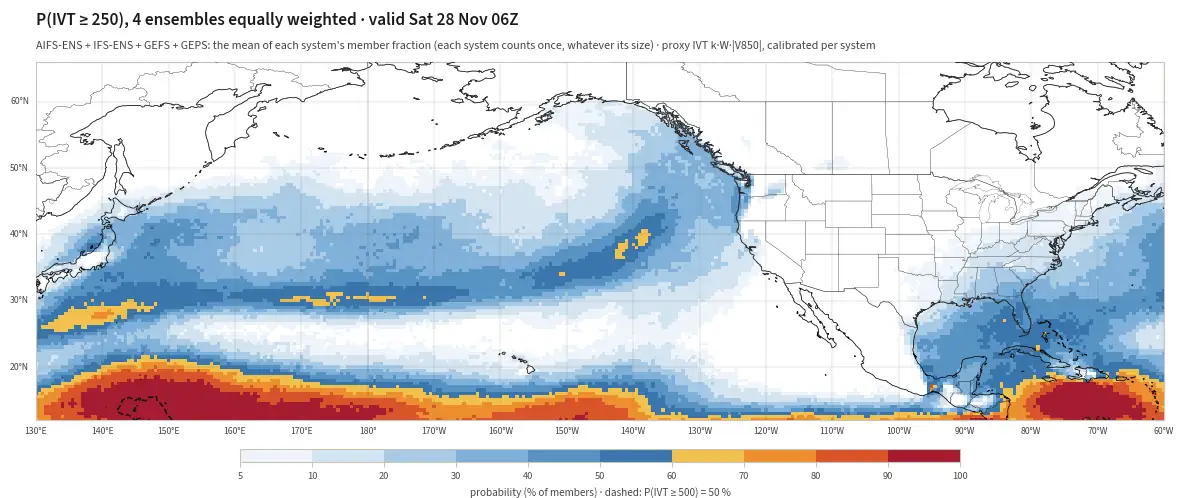 P(IVT ≥ 250), 4 ensembles equally weighted · valid Sat 28 Nov 06Z
AIFS-ENS + IFS-ENS + GEFS + GEPS: the mean of each system's member fraction (each system counts once, whatever its size) · proxy IVT k·W·|V850|, calibrated per system
60°N
50°N
40°N
30°N
20°N
130°E 140°E 150°E 160°E 170°E 180° 170°W 160°W 150°W 140°W 130°W 120°W 110°W 100°W 90°W 80°W 70°W 60°W
5 10 20 30 40 50 60 70 80 90 100
probability (% of members) · dashed: P(IVT ≥ 500) = 50 %